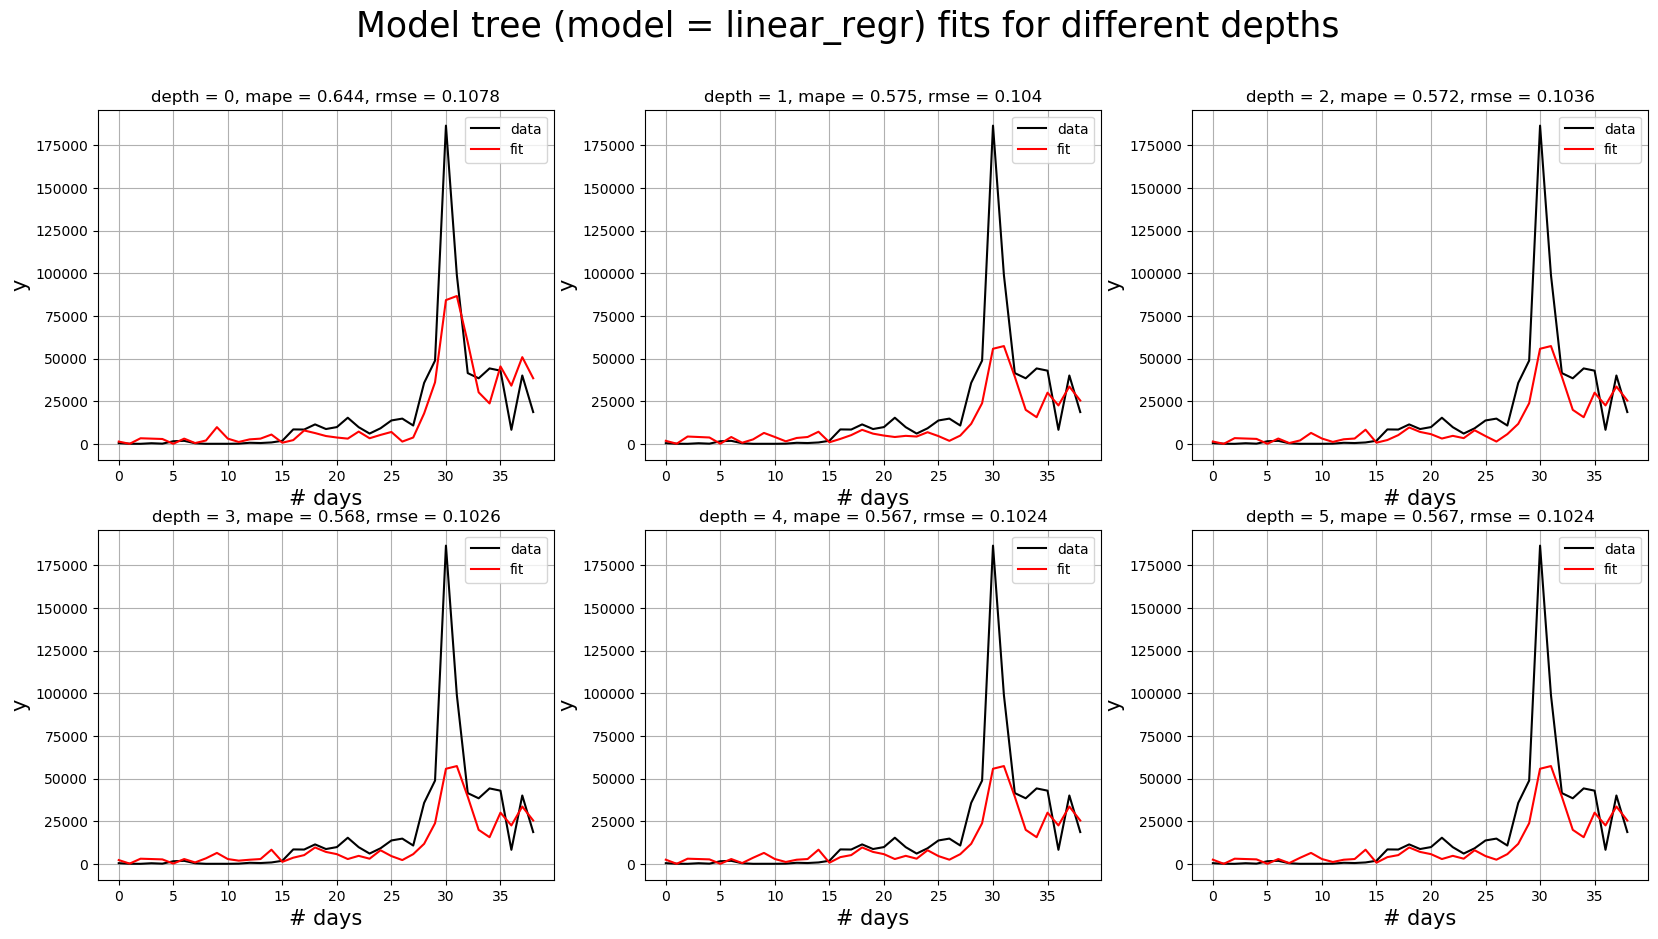 Model tree (model = linear_regr) fits for different depths
depth = 0, mape = 0.644, rmse = 0.1078
data
fit
175000
150000
125000
100000
75000
50000
25000
0
y
0 5 10 15 20 25 30 35
# days
depth = 1, mape = 0.575, rmse = 0.104
data
fit
175000
150000
125000
100000
75000
50000
25000
0
y
0 5 10 15 20 25 30 35
# days
depth = 2, mape = 0.572, rmse = 0.1036
data
fit
175000
150000
125000
100000
75000
50000
25000
0
y
0 5 10 15 20 25 30 35
# days
depth = 3, mape = 0.568, rmse = 0.1026
data
fit
175000
150000
125000
100000
75000
50000
25000
0
y
0 5 10 15 20 25 30 35
# days
depth = 4, mape = 0.567, rmse = 0.1024
data
fit
175000
150000
125000
100000
75000
50000
25000
0
y
0 5 10 15 20 25 30 35
# days
depth = 5, mape = 0.567, rmse = 0.1024
data
fit
175000
150000
125000
100000
75000
50000
25000
0
y
0 5 10 15 20 25 30 35
# days